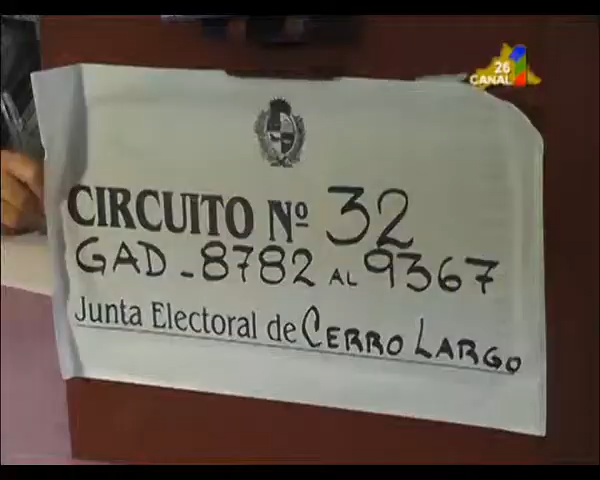 26
CANAL
CIRCUITO Nº 32
GAD - 8782 AL 9367
Junta Electoral de CERRO LARGO